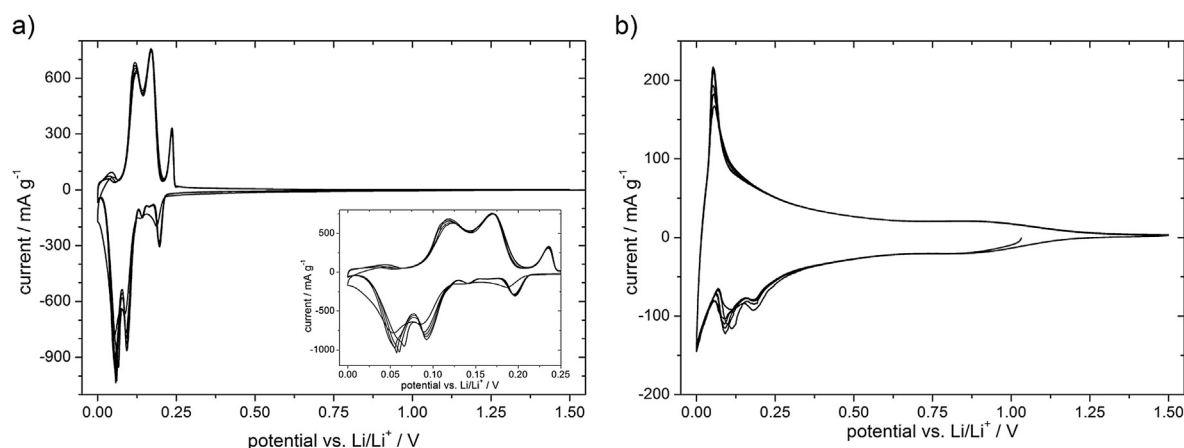 a)
600
300
0
-300
-600
-900
current / mA g⁻¹
0.00 0.25 0.50 0.75 1.00 1.25 1.50
potential vs. Li/Li⁺ / V
500
0
-500
-1000
current / mA g⁻¹
0.00 0.05 0.10 0.15 0.20 0.25
potential vs. Li/Li⁺ / V
b)
200
100
0
-100
-200
current / mA g⁻¹
0.00 0.25 0.50 0.75 1.00 1.25 1.50
potential vs. Li/Li⁺ / V